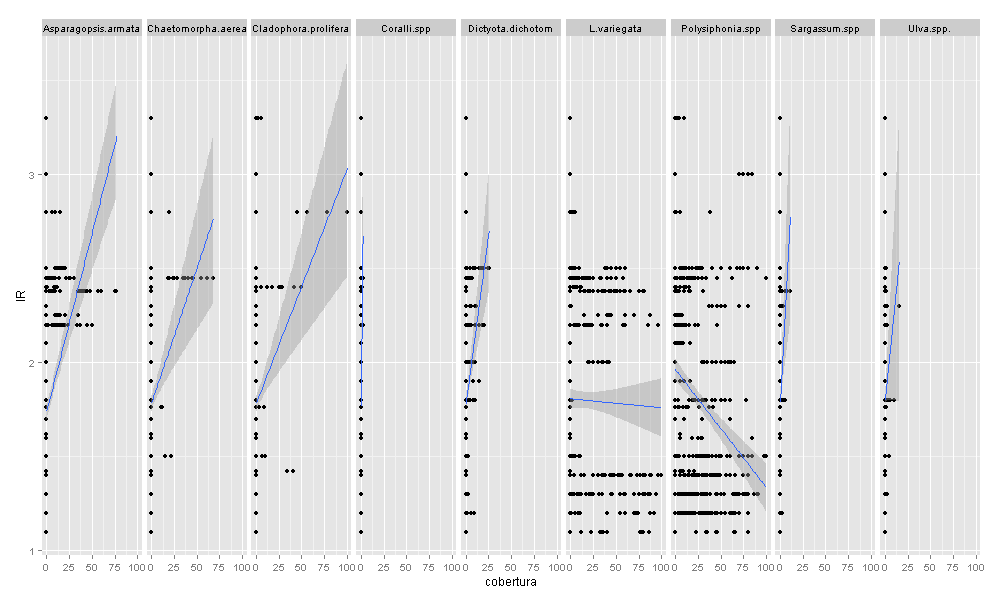 Asparagopsis.armata Chaetomorpha.aerea Cladophora.prolifera Coralli.spp Dictyota.dichotom L.variegata Polysiphonia.spp Sargassum.spp Ulva.spp.
3
2
1
IR
0 25 50 75 100 0 25 50 75 100 0 25 50 75 100 0 25 50 75 100 0 25 50 75 100 0 25 50 75 100 0 25 50 75 100 0 25 50 75 100 0 25 50 75 100
cobertura